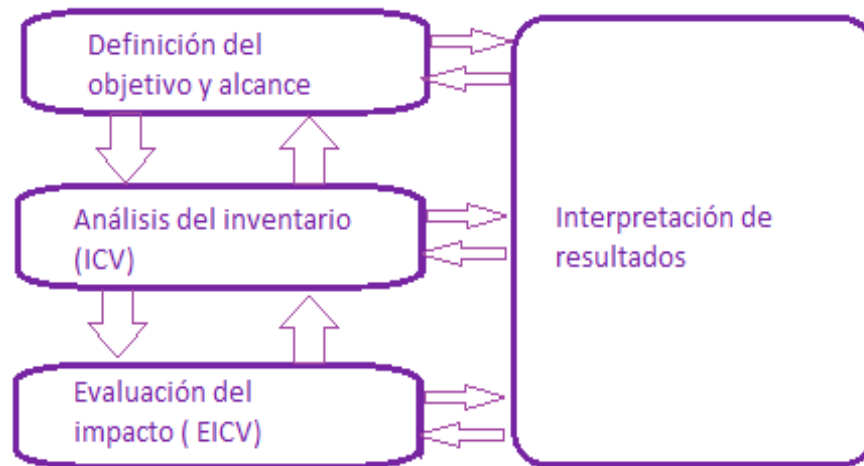 Definición del
objetivo y alcance
Análisis del inventario
(ICV)
Interpretación de
resultados
Evaluación del
impacto ( EICV)